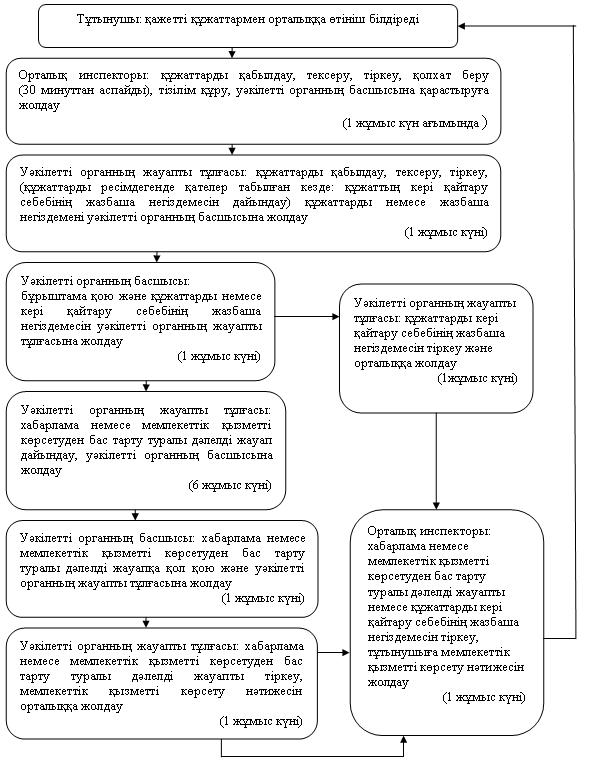 Тұтынушы: қажетті құжаттармен орталыққа өтініш білдіреді
Орталық инспекторы: құжаттарды қабылдау, тексеру, тіркеу, қолхат беру
(30 минуттан аспайды), тізілім құру, уәкілетті органның басшысына қарастыруға
жолдау
(1 жұмыс күн ағымында )
Уәкілетті органның жауапты тұлғасы: құжаттарды қабылдау, тексеру, тіркеу,
(құжаттарды ресімдегенде қателер табылған кезде: құжаттың кері қайтару
себебінің жазбаша негіздемесін дайындау) құжаттарды немесе жазбаша
негіздемені уәкілетті органның басшысына жолдау
(1 жұмыс күні)
Уәкілетті органның басшысы:
бұрыштама қою және құжаттарды немесе
кері қайтару себебінің жазбаша
негіздемесін уәкілетті органның жауапты
тұлғасына жолдау
(1 жұмыс күні)
Уәкілетті органның жауапты
тұлғасы: құжаттарды кері
қайтару себебінің жазбаша
негіздемесін тіркеу және
орталыққа жолдау
(1жұмыс күні)
Уәкілетті органның жауапты тұлғасы:
хабарлама немесе мемлекеттік қызметті
көрсетуден бас тарту туралы дәлелді жауап
дайындау, уәкілетті органның басшысына
жолдау
(6 жұмыс күні)
Уәкілетті органның басшысы: хабарлама немесе
мемлекеттік қызметті көрсетуден бас тарту
туралы дәлелді жауапқа қол қою және уәкілетті
органның жауапты тұлғасына жолдау
(1 жұмыс күні)
Уәкілетті органның жауапты тұлғасы: хабарлама
немесе мемлекеттік қызметті көрсетуден бас
тарту туралы дәлелді жауапты тіркеу,
мемлекеттік қызметті көрсету нәтижесін
орталыққа жолдау
(1 жұмыс күні)
Орталық инспекторы:
хабарлама немесе
мемлекеттік қызметті
көрсетуден бас тарту
туралы дәлелді жауапты
немесе құжаттарды кері
қайтару себебінің жазбаша
негіздемесін тіркеу,
тұтынушыға мемлекеттік
қызметті көрсету нәтижесін
жолдау
(1 жұмыс күні)